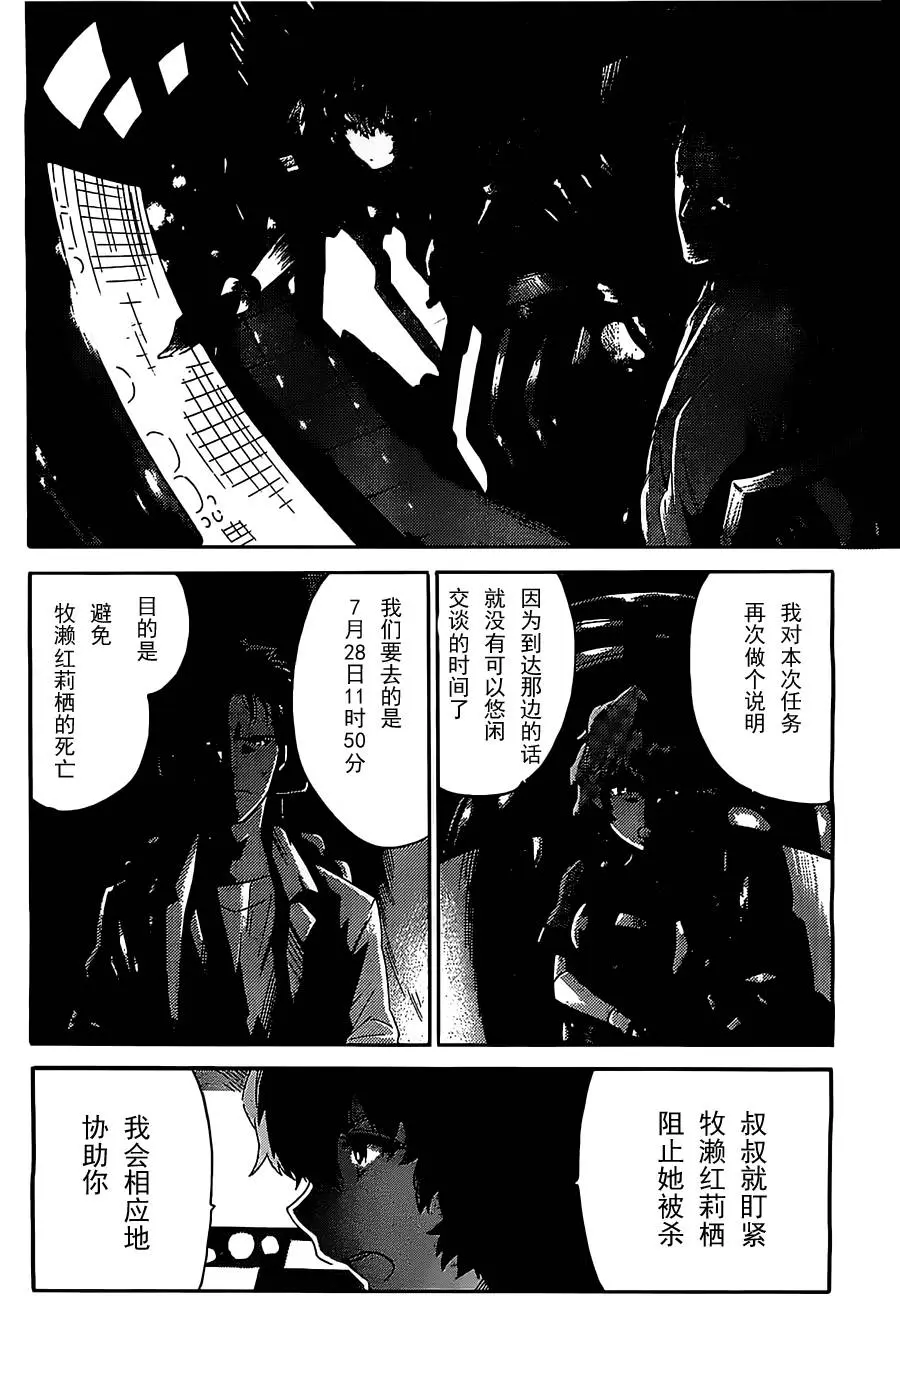 我对本次任务
再次做个说明
因为到达那边的话
就没有可以悠闲
交谈的时间了
我们要去的是
7月28日11时50分
目的是
避免
牧濑红莉栖的死亡
叔叔就盯紧
牧濑红莉栖
阻止她被杀
我会相应地
协助你